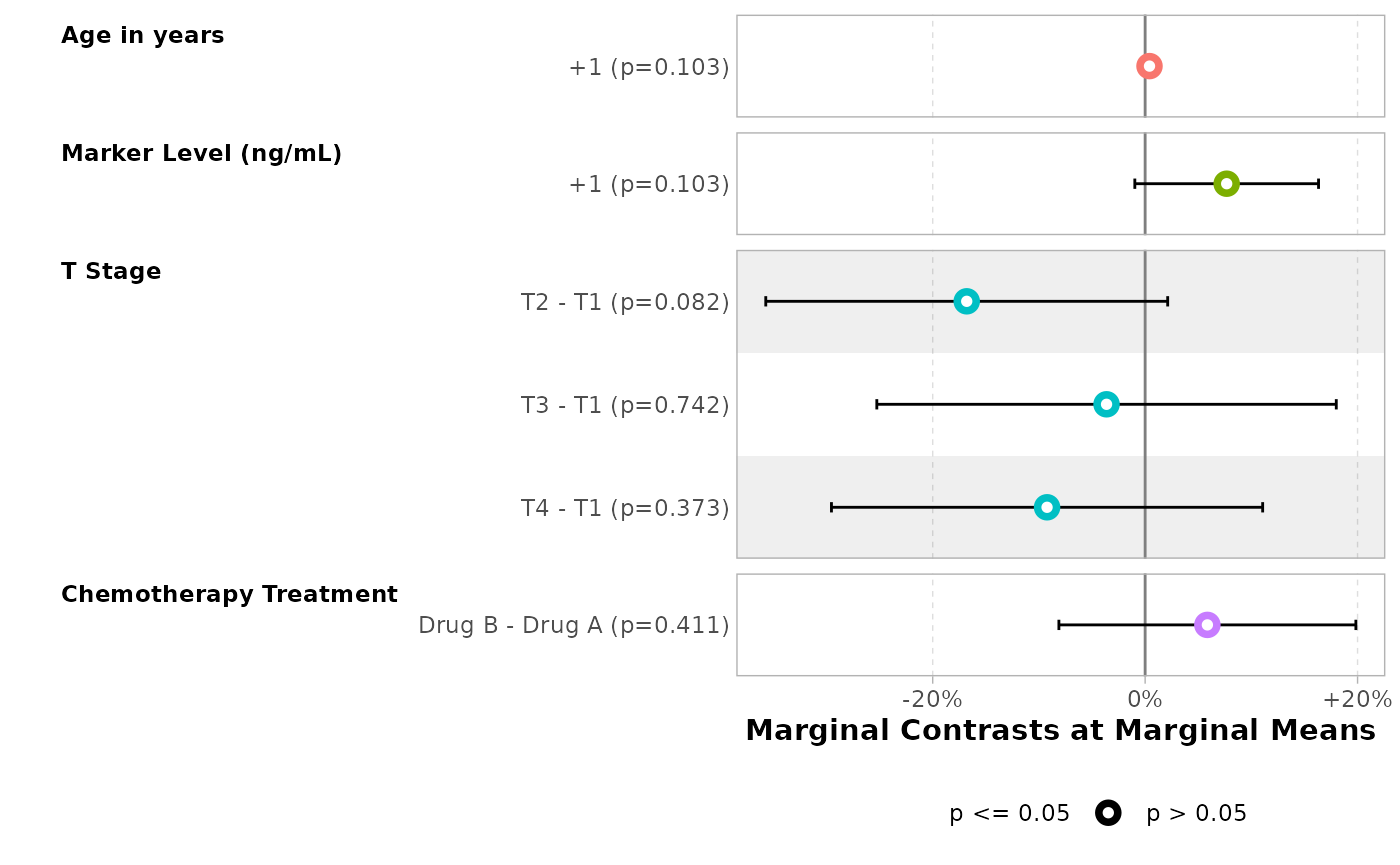 Age in years
+1 (p=0.103)
Marker Level (ng/mL)
+1 (p=0.103)
T Stage
T2 - T1 (p=0.082)
T3 - T1 (p=0.742)
T4 - T1 (p=0.373)
Chemotherapy Treatment
Drug B - Drug A (p=0.411)
-20% 0% +20%
Marginal Contrasts at Marginal Means
p <= 0.05 p > 0.05